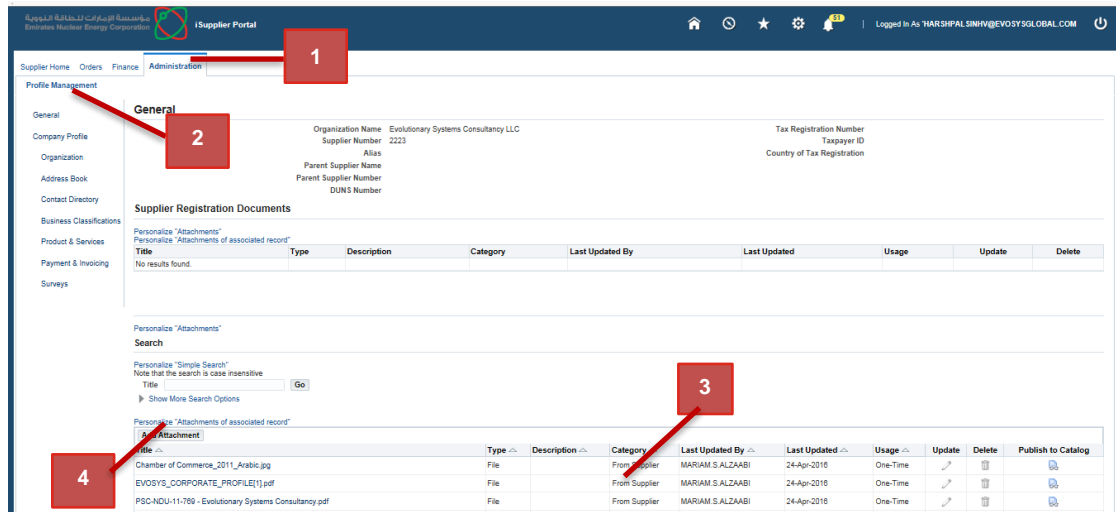 مؤسسة الإمارات للطاقة النووية
Emirates Nuclear Energy Corporation
iSupplier Portal
51
Logged In As 'HARSHPALSINHV@EVOSYSGLOBAL.COM
Supplier Home Orders Finance Administration
1
Profile Management
2
General
Company Profile
Organization
Address Book
Contact Directory
Business Classifications
Product & Services
Payment & Invoicing
Surveys
General
Organization Name Evolutionary Systems Consultancy LLC
Supplier Number 2223
Alias
Parent Supplier Name
Parent Supplier Number
DUNS Number
Tax Registration Number
Taxpayer ID
Country of Tax Registration
Supplier Registration Documents
Personalize "Attachments"
Personalize "Attachments of associated record"
Title Type Description Category Last Updated By Last Updated Usage Update Delete
No results found.
Personalize "Attachments"
Search
Personalize "Simple Search"
Note that the search is case insensitive
Title Go
Show More Search Options
3
Personalize "Attachments of associated record"
Add Attachment
4
Title Type Description Category Last Updated By Last Updated Usage Update Delete Publish to Catalog
Chamber of Commerce_2011_Arabic.jpg File From Supplier MARIAM.S.ALZAABI 24-Apr-2016 One-Time
EVOSYS_CORPORATE_PROFILE[1].pdf File From Supplier MARIAM.S.ALZAABI 24-Apr-2016 One-Time
PSC-NDU-11-769 - Evolutionary Systems Consultancy.pdf File From Supplier MARIAM.S.ALZAABI 24-Apr-2016 One-Time